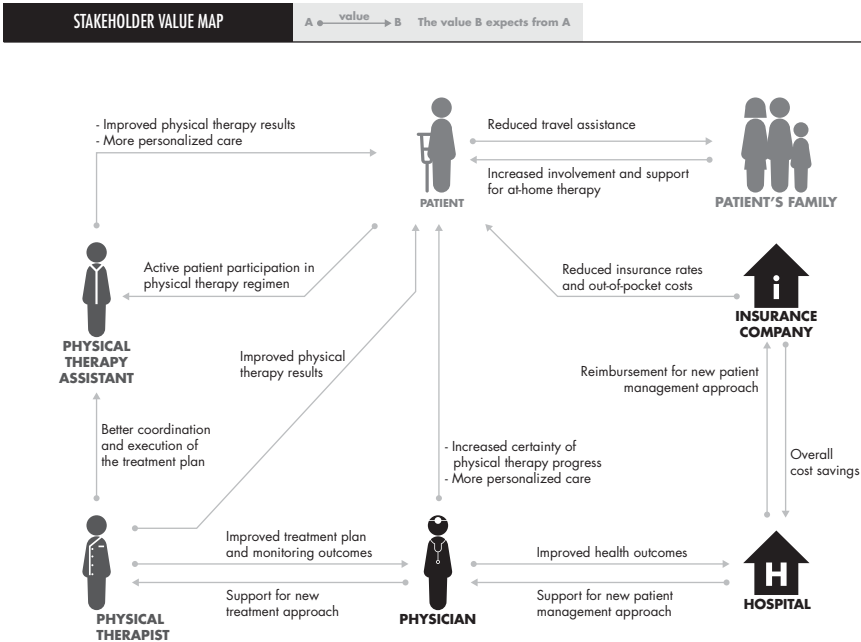 STAKEHOLDER VALUE MAP
A value B The value B expects from A
- Improved physical therapy results
- More personalized care
Reduced travel assistance
Increased involvement and support
for at-home therapy
PATIENT
PATIENT'S FAMILY
Active patient participation in
physical therapy regimen
Reduced insurance rates
and out-of-pocket costs
i
INSURANCE
COMPANY
PHYSICAL
THERAPY
ASSISTANT
Improved physical
therapy results
Reimbursement for new patient
management approach
Better coordination
and execution of
the treatment plan
- Increased certainty of
physical therapy progress
- More personalized care
Overall
cost savings
Improved treatment plan
and monitoring outcomes
Improved health outcomes
H
Support for new
treatment approach
Support for new patient
management approach
HOSPITAL
PHYSICAL
THERAPIST
PHYSICIAN